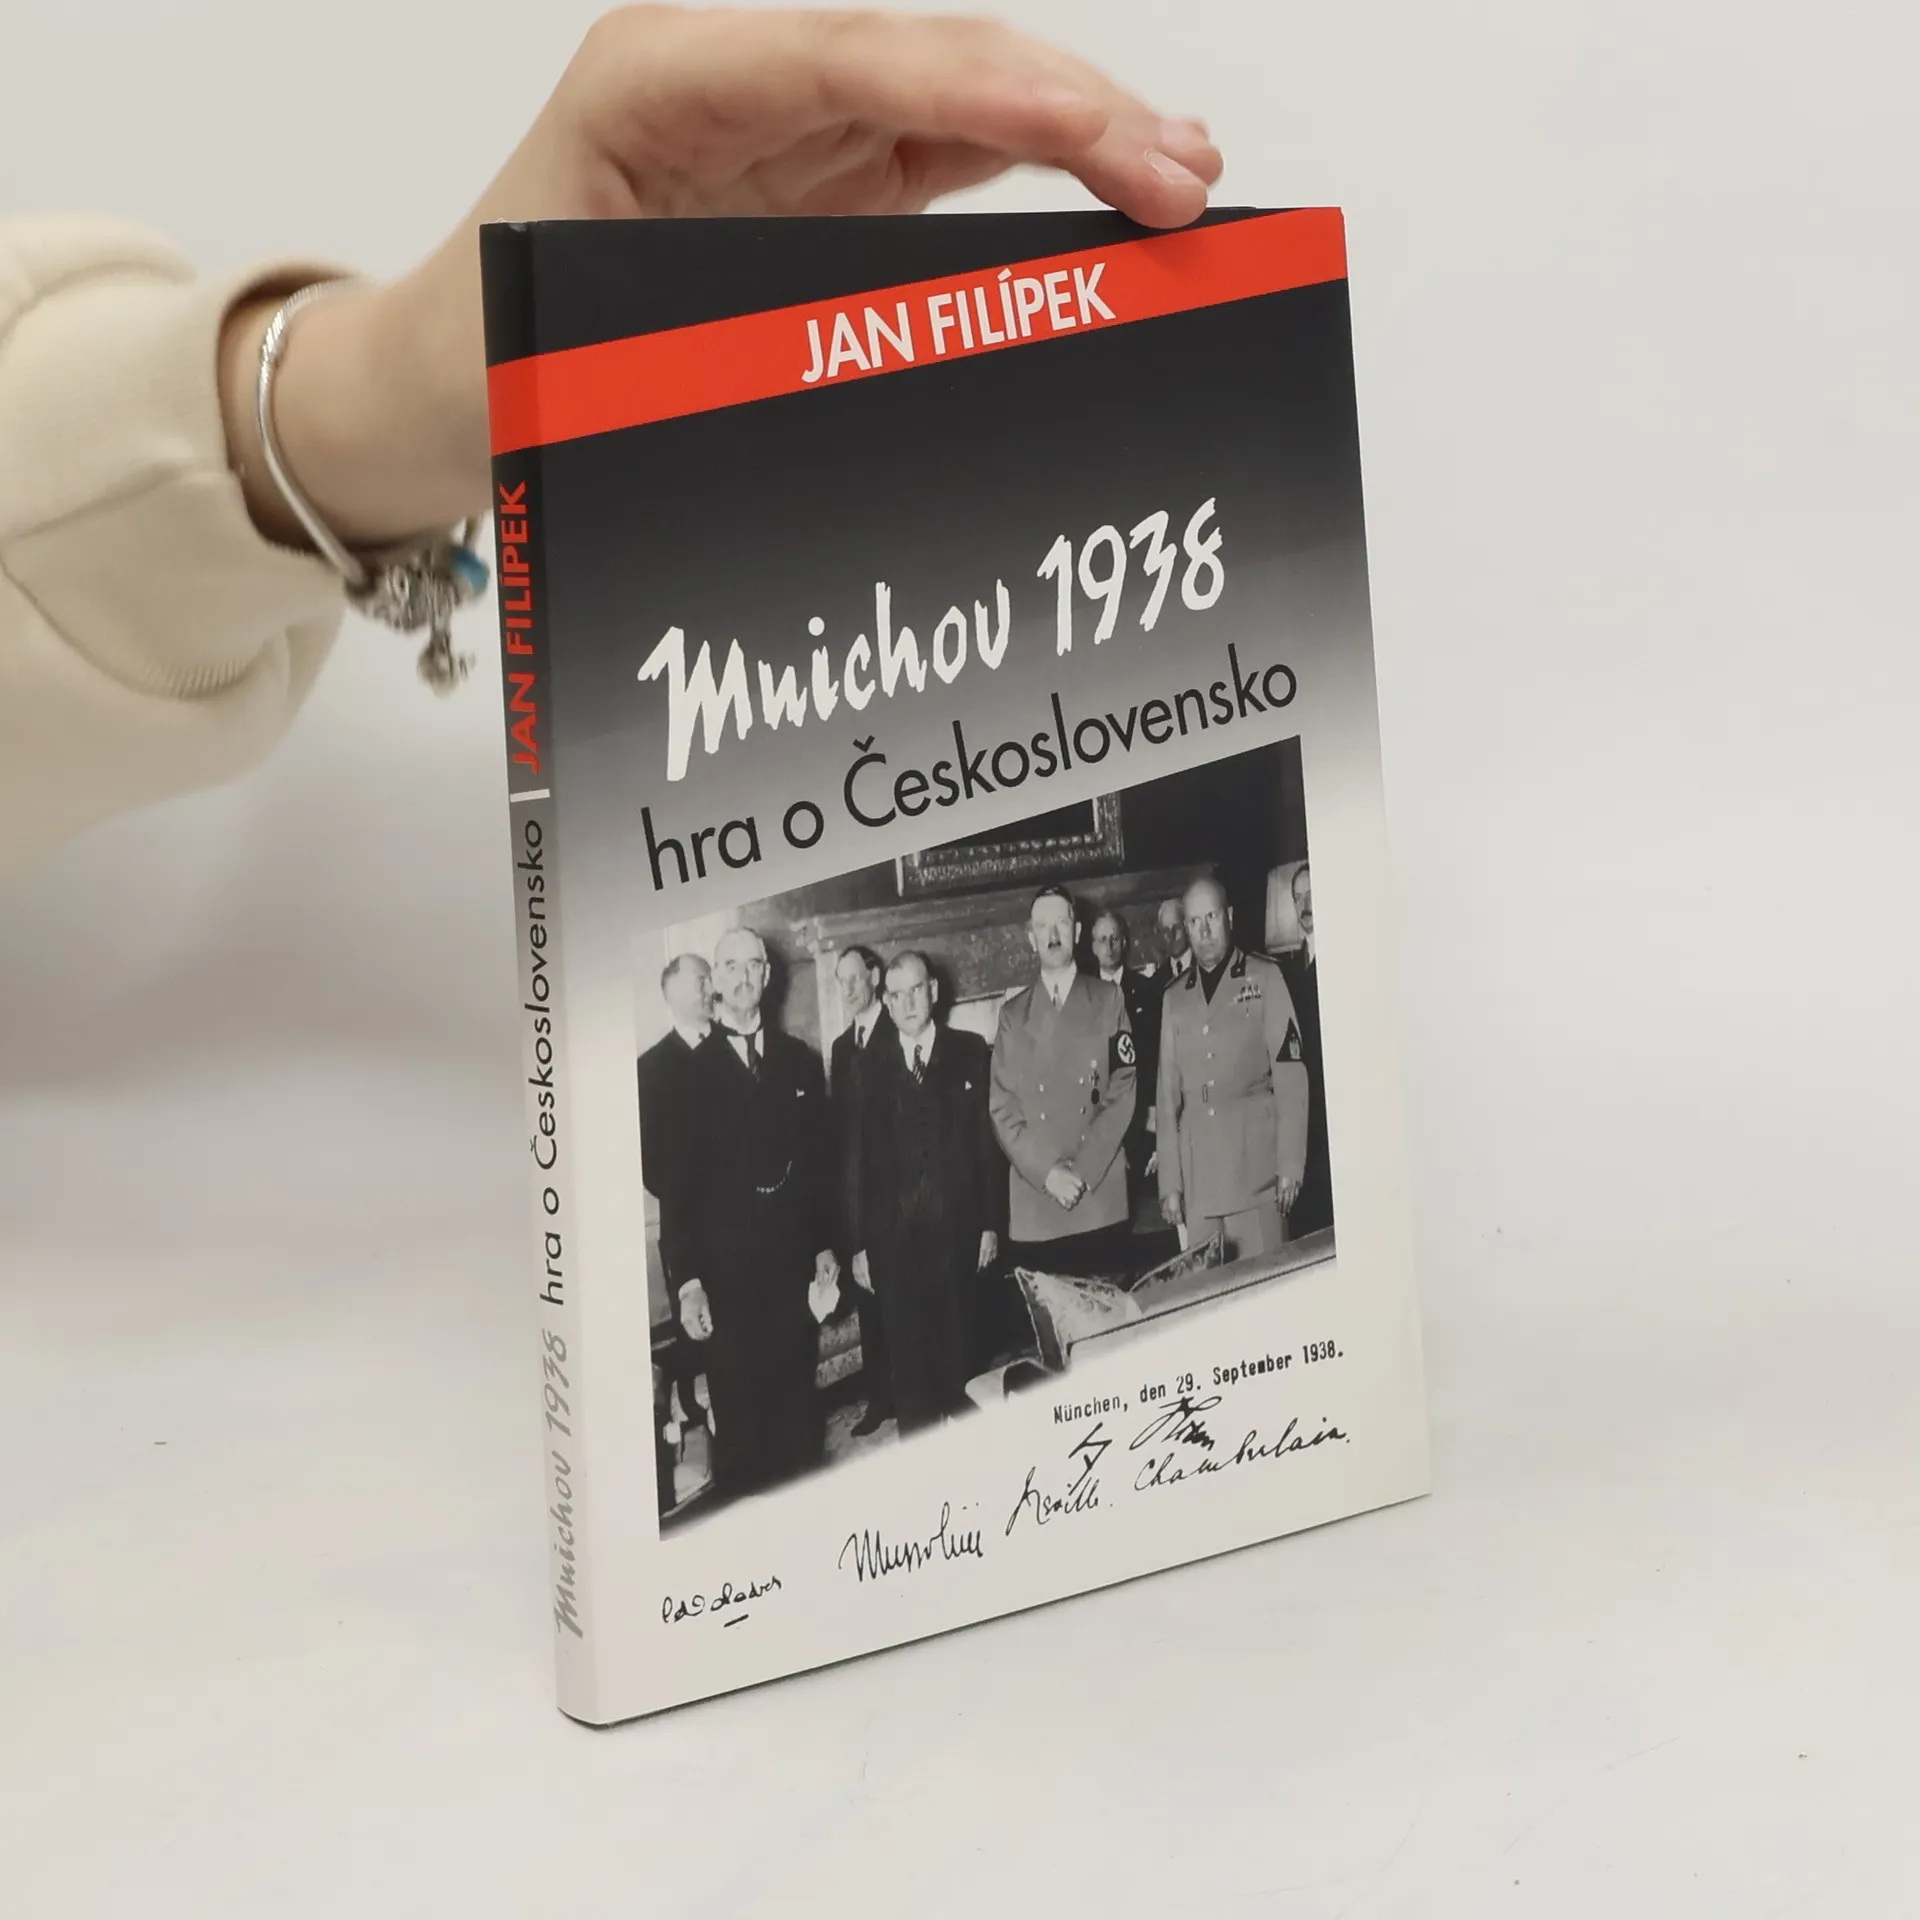 JAN FILÍPEK
Mnichov 1938
hra o Československo
München, den 29. September 1938.
Mussolini
Neville Chamberlain.
Mnichov 1938 hra o Československo | JAN FILÍPEK